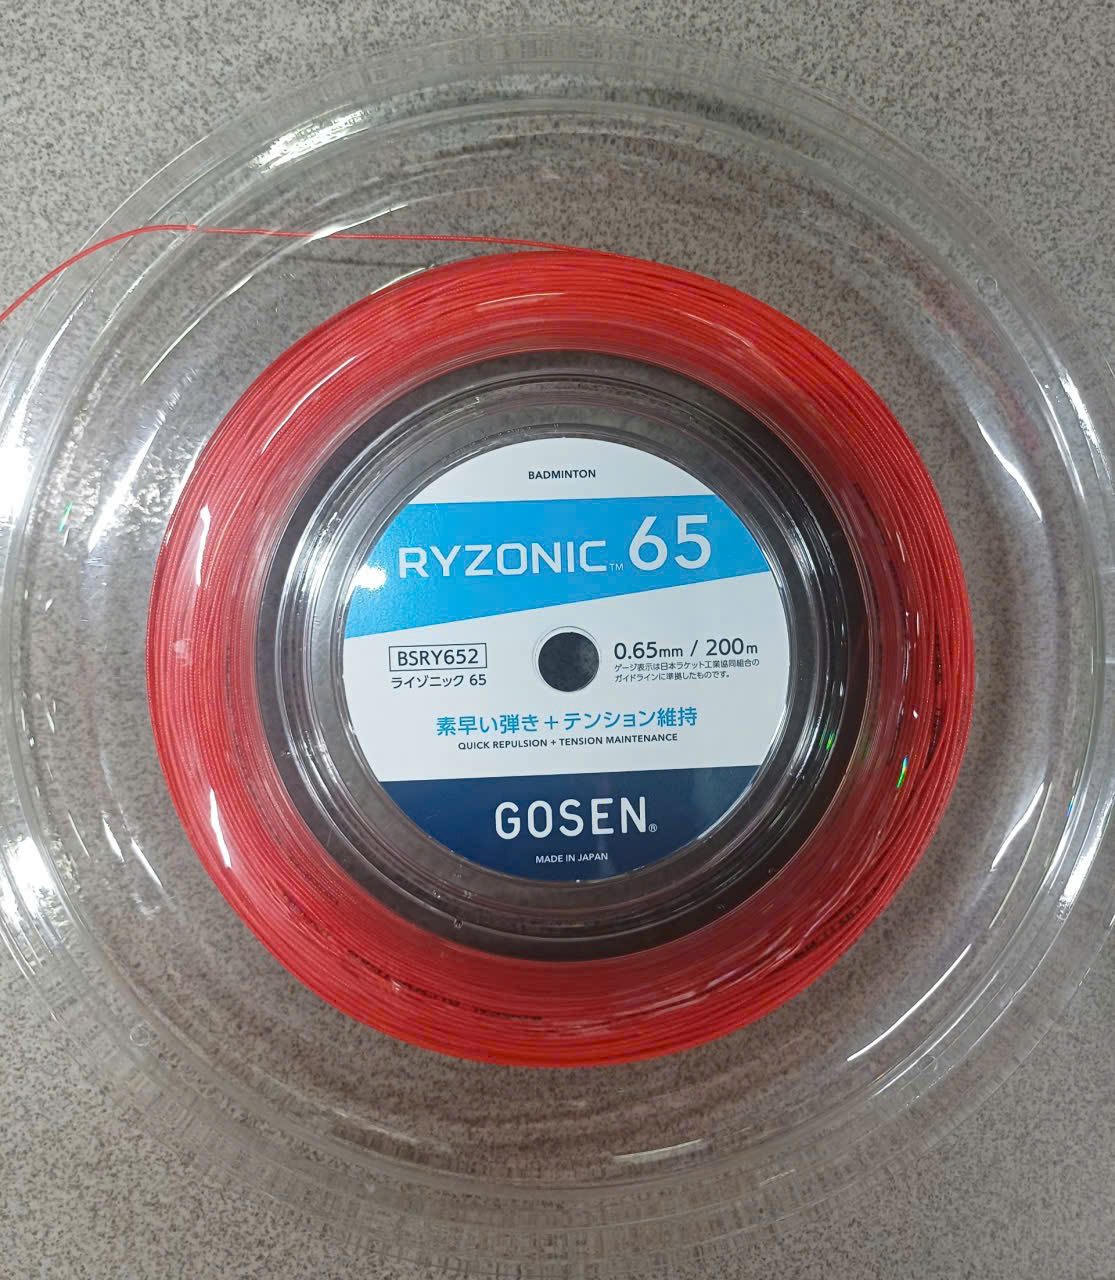 BADMINTON
RYZONIC™ 65
BSRY652
ライゾニック 65
0.65mm / 200m
ゲージ表示は日本ラケット工業協同組合の
ガイドラインに準拠したものです。
素早い弾き+テンション維持
QUICK REPULSION + TENSION MAINTENANCE
GOSEN®
MADE IN JAPAN